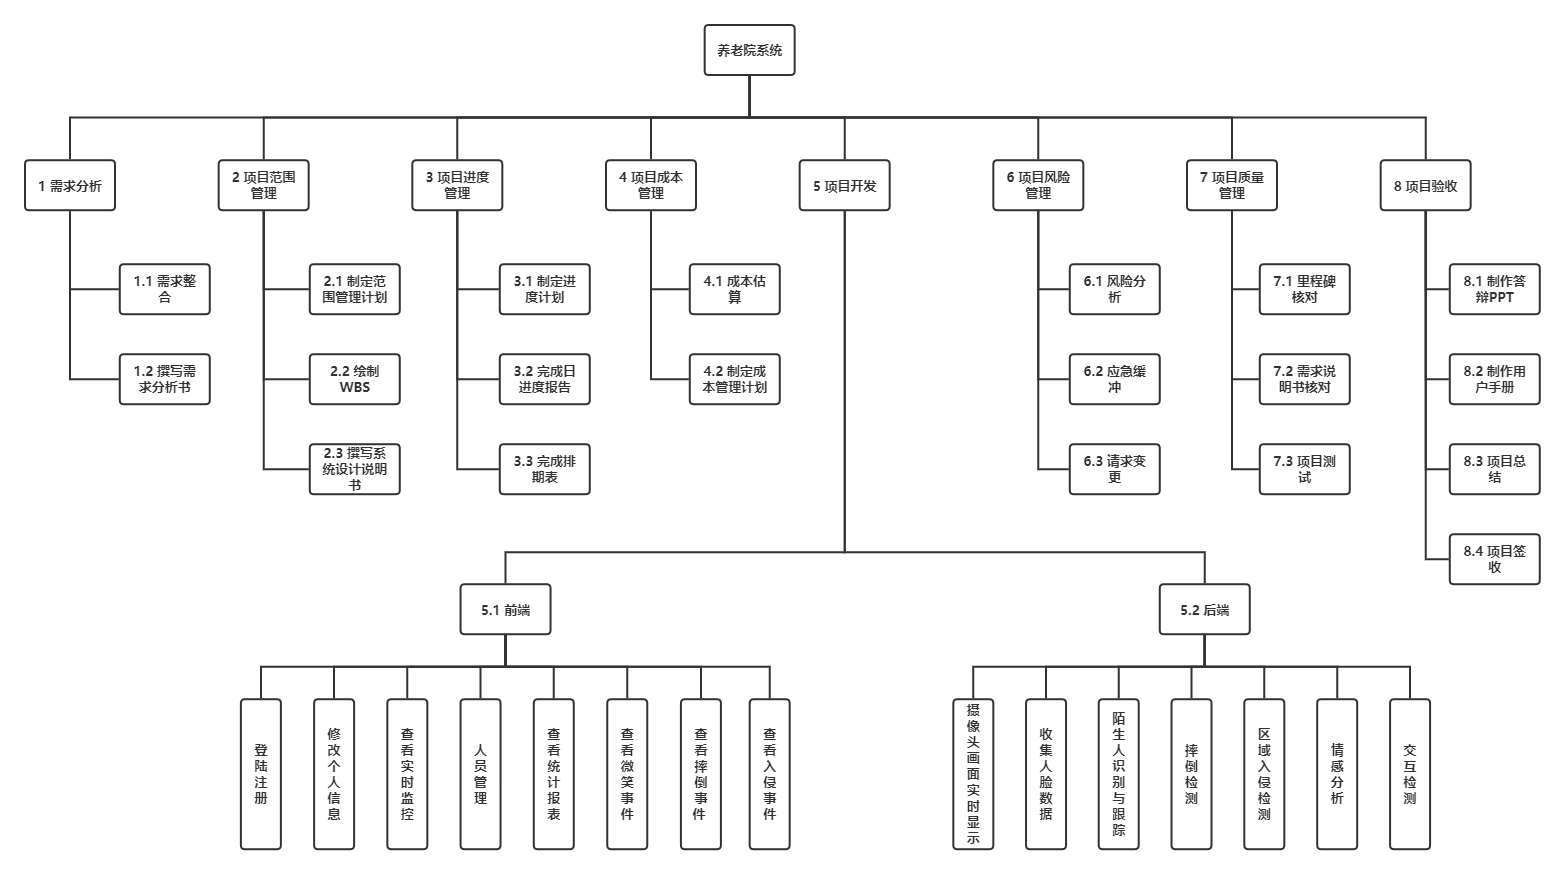 养老院系统
1 需求分析
2 项目范围
管理
3 项目进度
管理
4 项目成本
管理
5 项目开发
6 项目风险
管理
7 项目质量
管理
8 项目验收
1.1 需求整
合
1.2 撰写需
求分析书
2.1 制定范
围管理计划
2.2 绘制
WBS
2.3 撰写系
统设计说明
书
3.1 制定进
度计划
3.2 完成日
进度报告
3.3 完成排
期表
4.1 成本估
算
4.2 制定成
本管理计划
6.1 风险分
析
6.2 应急缓
冲
6.3 请求变
更
7.1 里程碑
核对
7.2 需求说
明书核对
7.3 项目测
试
8.1 制作答
辩PPT
8.2 制作用
户手册
8.3 项目总
结
8.4 项目签
收
5.1 前端
5.2 后端
登陆注册
修改个人信息
查看实时监控
人员管理
查看统计报表
查看微笑事件
查看摔倒事件
查看入侵事件
摄像头画面实时显示
收集人脸数据
陌生人识别与跟踪
摔倒检测
区域入侵检测
情感分析
交互检测